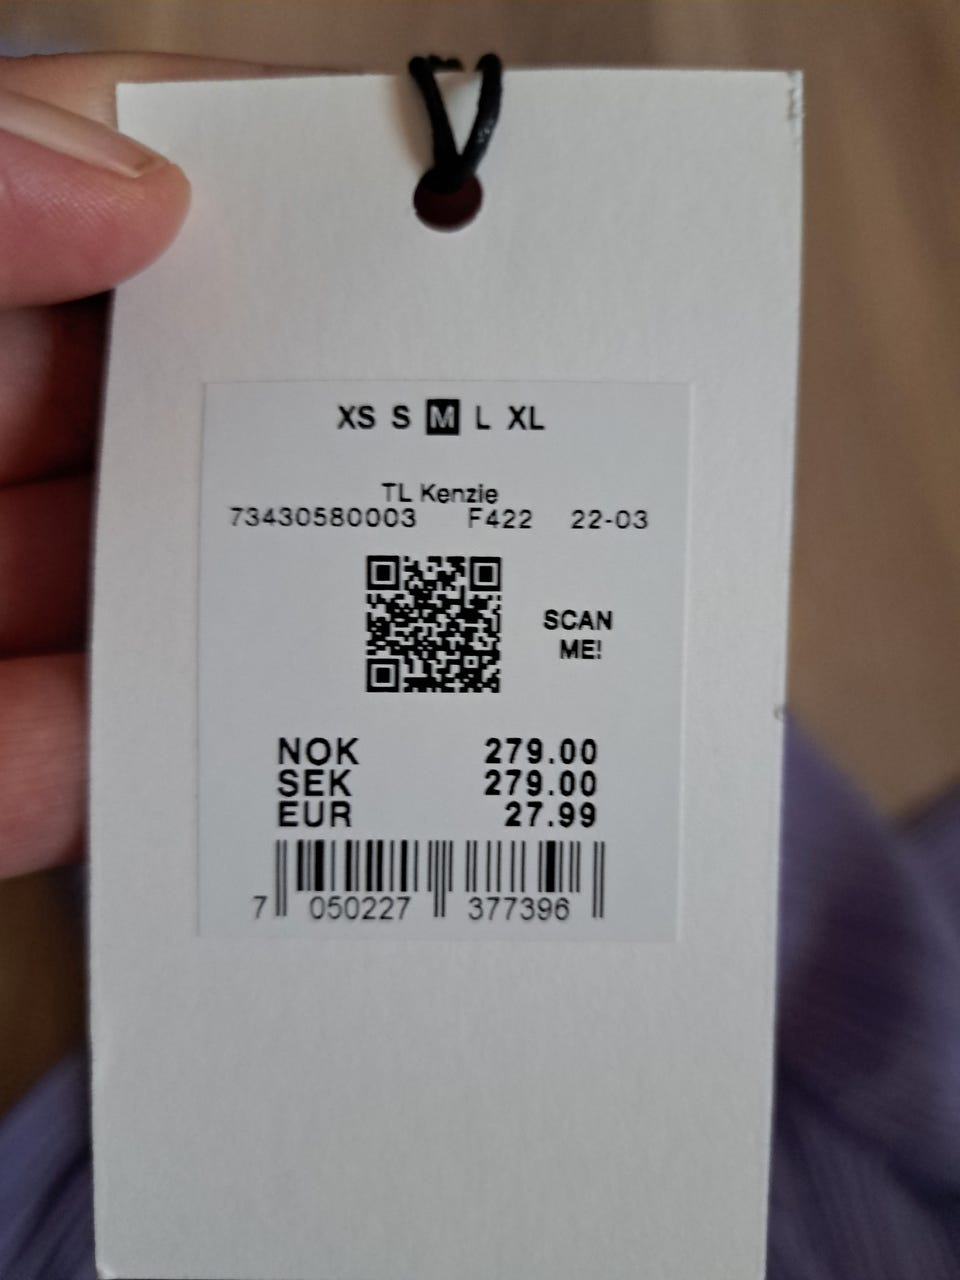 XS S M L XL
TL Kenzie
73430580003 F422 22-03
SCAN
ME!
NOK 279.00
SEK 279.00
EUR 27.99
7 050227 377396